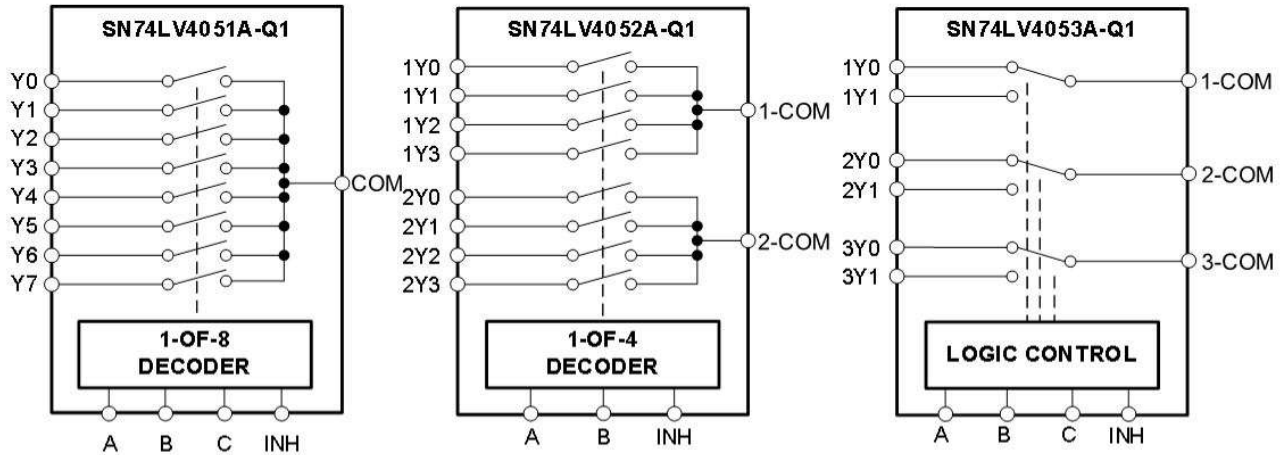 SN74LV4051A-Q1
Y0
Y1
Y2
Y3
Y4
Y5
Y6
Y7
COM
1-OF-8
DECODER
A B C INH
SN74LV4052A-Q1
1Y0
1Y1
1Y2
1Y3
2Y0
2Y1
2Y2
2Y3
1-COM
2-COM
1-OF-4
DECODER
A B INH
SN74LV4053A-Q1
1Y0
1Y1
2Y0
2Y1
3Y0
3Y1
1-COM
2-COM
3-COM
LOGIC CONTROL
A B C INH